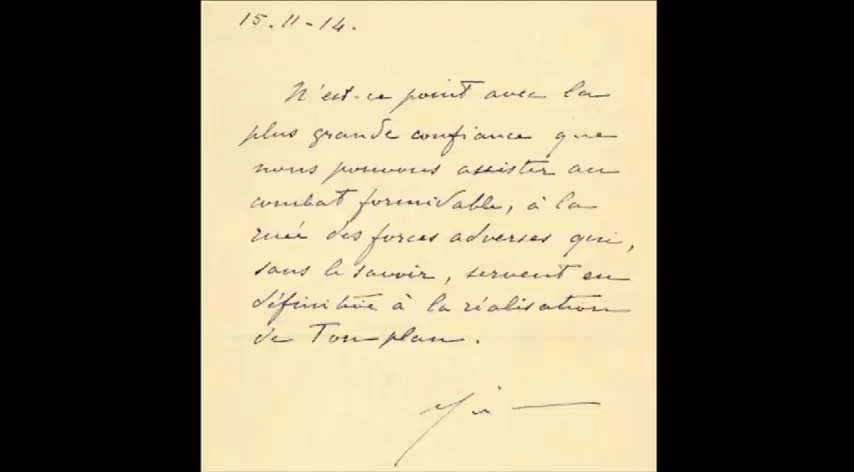 15.11-14.
N'est-ce point avec la
plus grande confiance que
nous pouvons assister au
combat formidable, à la
ruée des forces adverses qui,
sans le savoir, servent en
définitive à la réalisation
de Ton plan.